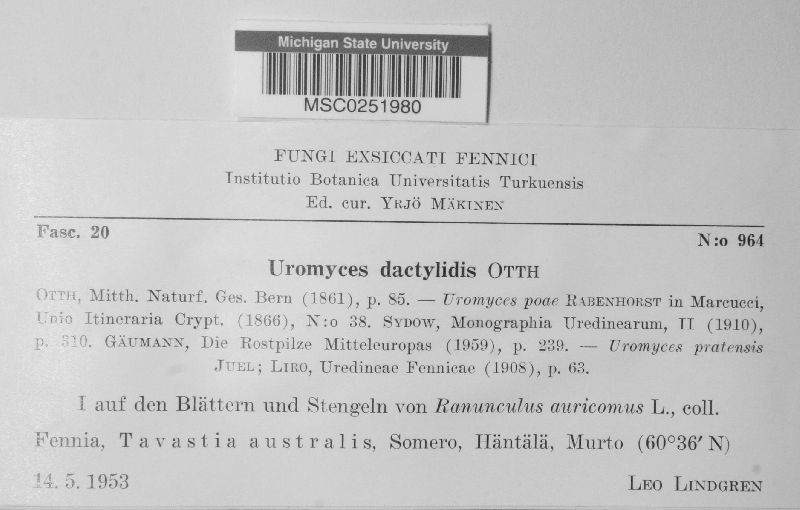 Michigan State University
MSC0251980
FUNGI EXSICCATI FENNICI
Institutio Botanica Universitatis Turkuensis
Ed. cur. YRJÖ MÄKINEN
Fasc. 20
N:o 964
Uromyces dactylidis OTTH
OTTH, Mitth. Naturf. Ges. Bern (1861), p. 85. — Uromyces poae RABENHORST in Marcucci,
Unio Itineraria Crypt. (1866), N:o 38. SYDOW, Monographia Uredinearum, II (1910),
p. 310. GÄUMANN, Die Rostpilze Mitteleuropas (1959), p. 239. — Uromyces pratensis
JUEL; LIRO, Uredineae Fennicae (1908), p. 63.
I auf den Blättern und Stengeln von Ranunculus auricomus L., coll.
Fennia, Tavastia australis, Somero, Häntälä, Murto (60°36′ N)
14. 5. 1953
LEO LINDGREN